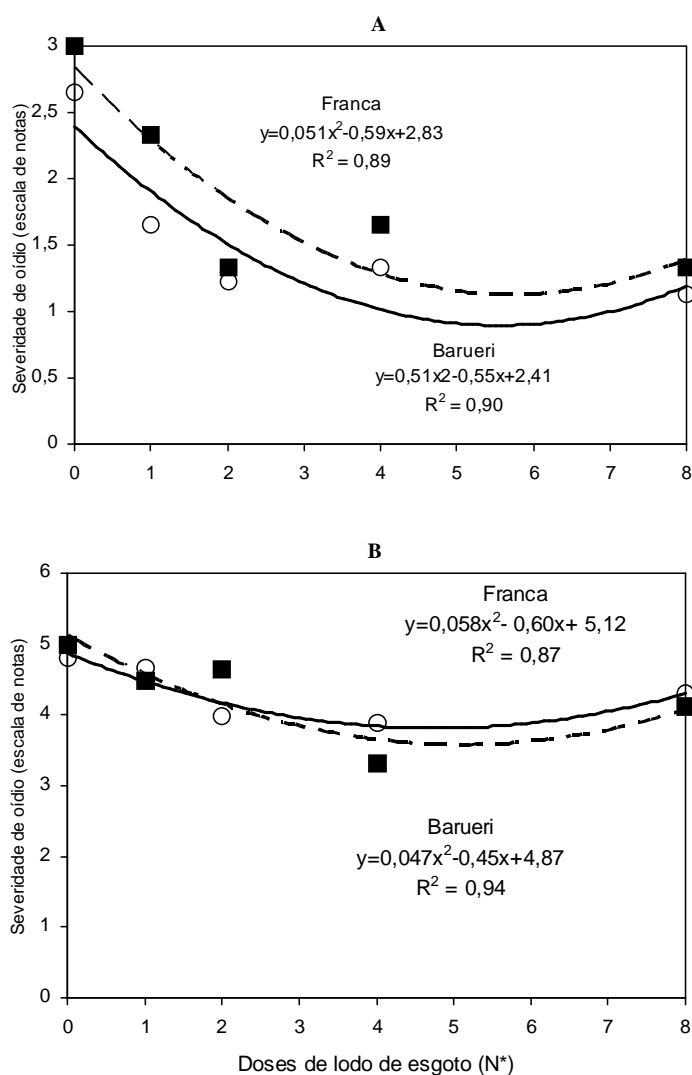 A
Severidade de oídio (escala de notas)
3
2,5
2
1,5
1
0,5
0
Franca
y=0,051x²-0,59x+2,83
R² = 0,89
Barueri
y=0,51x2-0,55x+2,41
R² = 0,90
0 1 2 3 4 5 6 7 8
B
Severidade de oídio (escala de notas)
6
5
4
3
2
1
0
Franca
y=0,058x²- 0,60x+ 5,12
R² = 0,87
Barueri
y=0,047x²-0,45x+4,87
R² = 0,94
0 1 2 3 4 5 6 7 8
Doses de lodo de esgoto (N*)